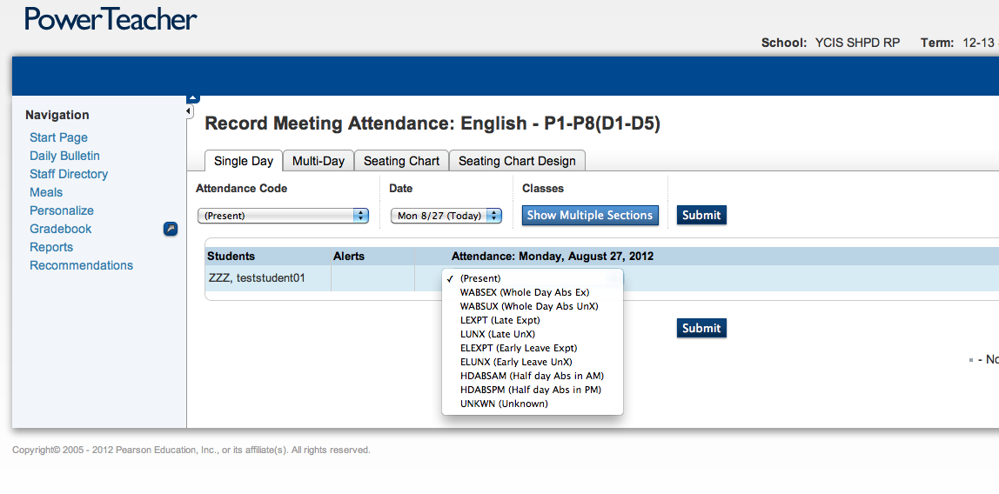 PowerTeacher
School: YCIS SHPD RP Term: 12-13
Navigation
Start Page
Daily Bulletin
Staff Directory
Meals
Personalize
Gradebook
Reports
Recommendations
Record Meeting Attendance: English - P1-P8(D1-D5)
Single Day Multi-Day Seating Chart Seating Chart Design
Attendance Code Date Classes
(Present) Mon 8/27 (Today) Show Multiple Sections Submit
Students Alerts Attendance: Monday, August 27, 2012
ZZZ, teststudent01
✓ (Present)
WABSEX (Whole Day Abs Ex)
WABSUX (Whole Day Abs UnX)
LEXPT (Late Expt)
LUNX (Late UnX)
ELEXPT (Early Leave Expt)
ELUNX (Early Leave UnX)
HDABSAM (Half day Abs in AM)
HDABSPM (Half day Abs in PM)
UNKWN (Unknown)
Submit
- No
Copyright© 2005 - 2012 Pearson Education, Inc., or its affiliate(s). All rights reserved.